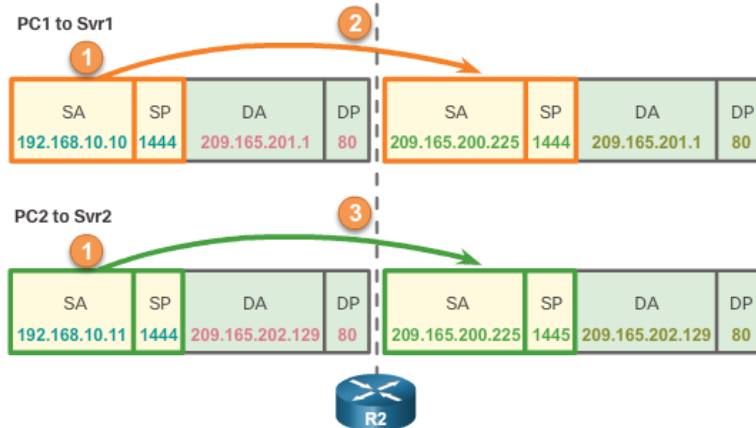 PC1 to Svr1
1
2
SA SP DA DP SA SP DA DP
192.168.10.10 1444 209.165.201.1 80 209.165.200.225 1444 209.165.201.1 80
PC2 to Svr2
1
3
SA SP DA DP SA SP DA DP
192.168.10.11 1444 209.165.202.129 80 209.165.200.225 1445 209.165.202.129 80
R2